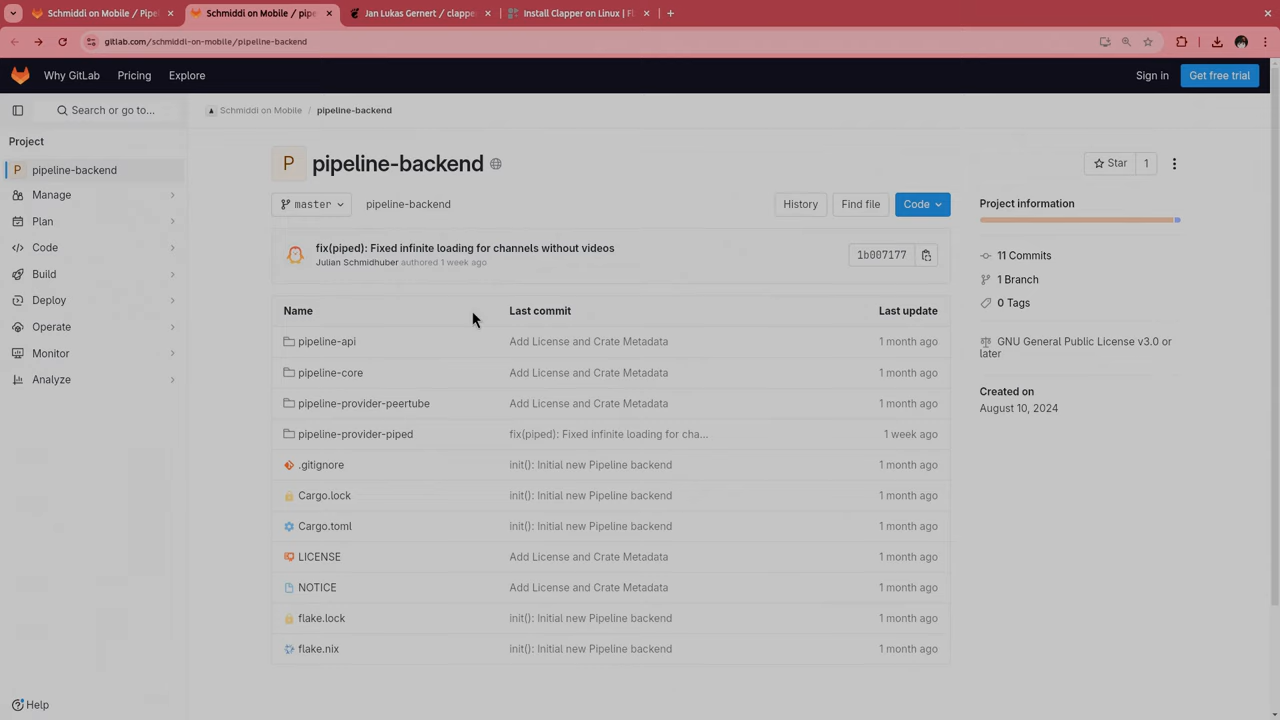 Schmiddi on Mobile / Pipel
Schmiddi on Mobile / pipe
Jan Lukas Gernert / clappe
Install Clapper on Linux | Fl
gitlab.com/schmiddi-on-mobile/pipeline-backend
Why GitLab
Pricing
Explore
Sign in
Get free trial
Search or go to...
Schmiddi on Mobile / pipeline-backend
Project
P pipeline-backend
Manage
Plan
Code
Build
Deploy
Operate
Monitor
Analyze
Help
P pipeline-backend
Star 1
master
pipeline-backend
History
Find file
Code
fix(piped): Fixed infinite loading for channels without videos
Julian Schmidhuber authored 1 week ago
1b007177
Name Last commit Last update
pipeline-api Add License and Crate Metadata 1 month ago
pipeline-core Add License and Crate Metadata 1 month ago
pipeline-provider-peertube Add License and Crate Metadata 1 month ago
pipeline-provider-piped fix(piped): Fixed infinite loading for cha... 1 week ago
.gitignore init(): Initial new Pipeline backend 1 month ago
Cargo.lock init(): Initial new Pipeline backend 1 month ago
Cargo.toml init(): Initial new Pipeline backend 1 month ago
LICENSE Add License and Crate Metadata 1 month ago
NOTICE Add License and Crate Metadata 1 month ago
flake.lock init(): Initial new Pipeline backend 1 month ago
flake.nix init(): Initial new Pipeline backend 1 month ago
Project information
11 Commits
1 Branch
0 Tags
GNU General Public License v3.0 or
later
Created on
August 10, 2024